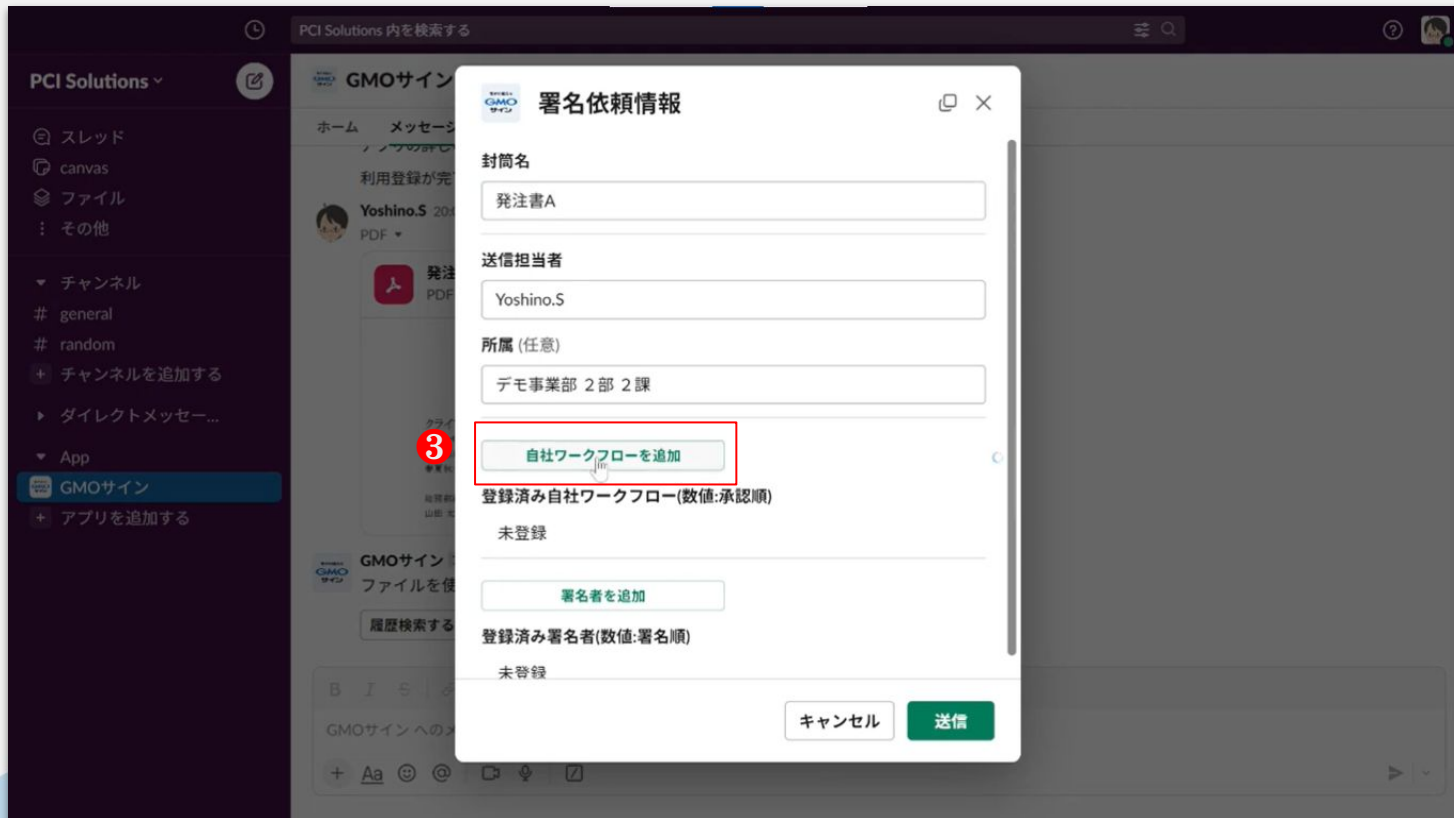 PCI Solutions 内を検索する
PCI Solutions
スレッド
canvas
ファイル
その他
チャンネル
# general
# random
+ チャンネルを追加する
ダイレクトメッセー...
App
GMOサイン
+ アプリを追加する
GMOサイン
ホーム メッセージ
利用登録が完
Yoshino.S 20:
PDF
発注
PDF
GMOサイン
ファイルを使
履歴検索する
B I S
GMOサイン へのメ
+ Aa @
GMO
サイン
署名依頼情報
封筒名
発注書A
送信担当者
Yoshino.S
所属 (任意)
デモ事業部 2部 2課
3
自社ワークフローを追加
登録済み自社ワークフロー(数値:承認順)
未登録
署名者を追加
登録済み署名者(数値:署名順)
未登録
キャンセル
送信